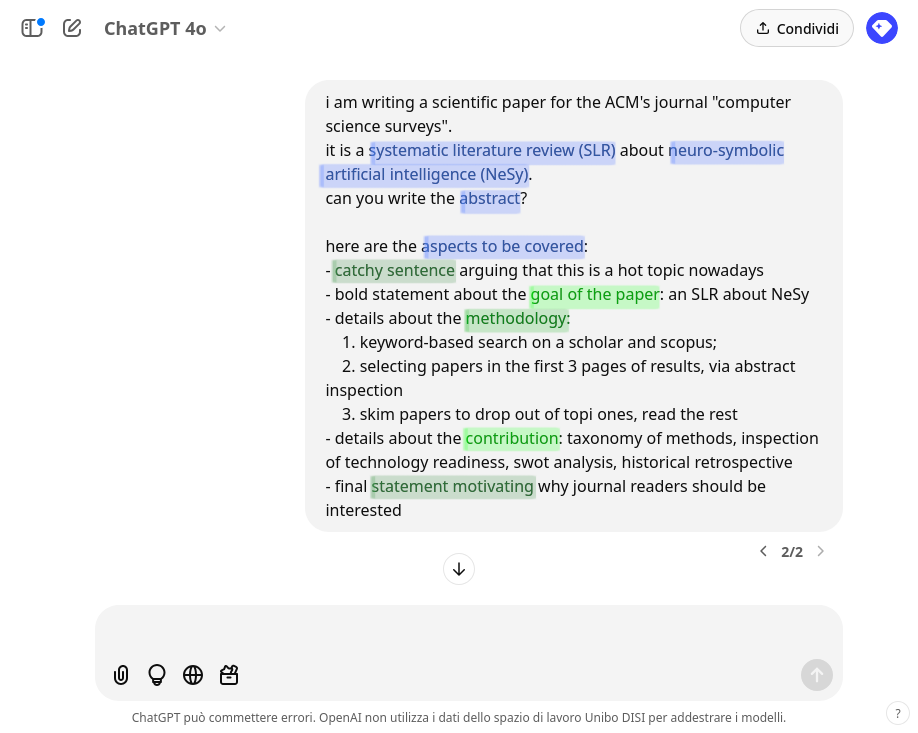 ChatGPT 4o
Condividi
i am writing a scientific paper for the ACM's journal "computer
science surveys".
it is a systematic literature review (SLR) about neuro-symbolic
artificial intelligence (NeSy).
can you write the abstract?
here are the aspects to be covered:
- catchy sentence arguing that this is a hot topic nowadays
- bold statement about the goal of the paper: an SLR about NeSy
- details about the methodology:
1. keyword-based search on a scholar and scopus;
2. selecting papers in the first 3 pages of results, via abstract
inspection
3. skim papers to drop out of topi ones, read the rest
- details about the contribution: taxonomy of methods, inspection
of technology readiness, swot analysis, historical retrospective
- final statement motivating why journal readers should be
interested
2/2
ChatGPT può commettere errori. OpenAI non utilizza i dati dello spazio di lavoro Unibo DISI per addestrare i modelli.
?